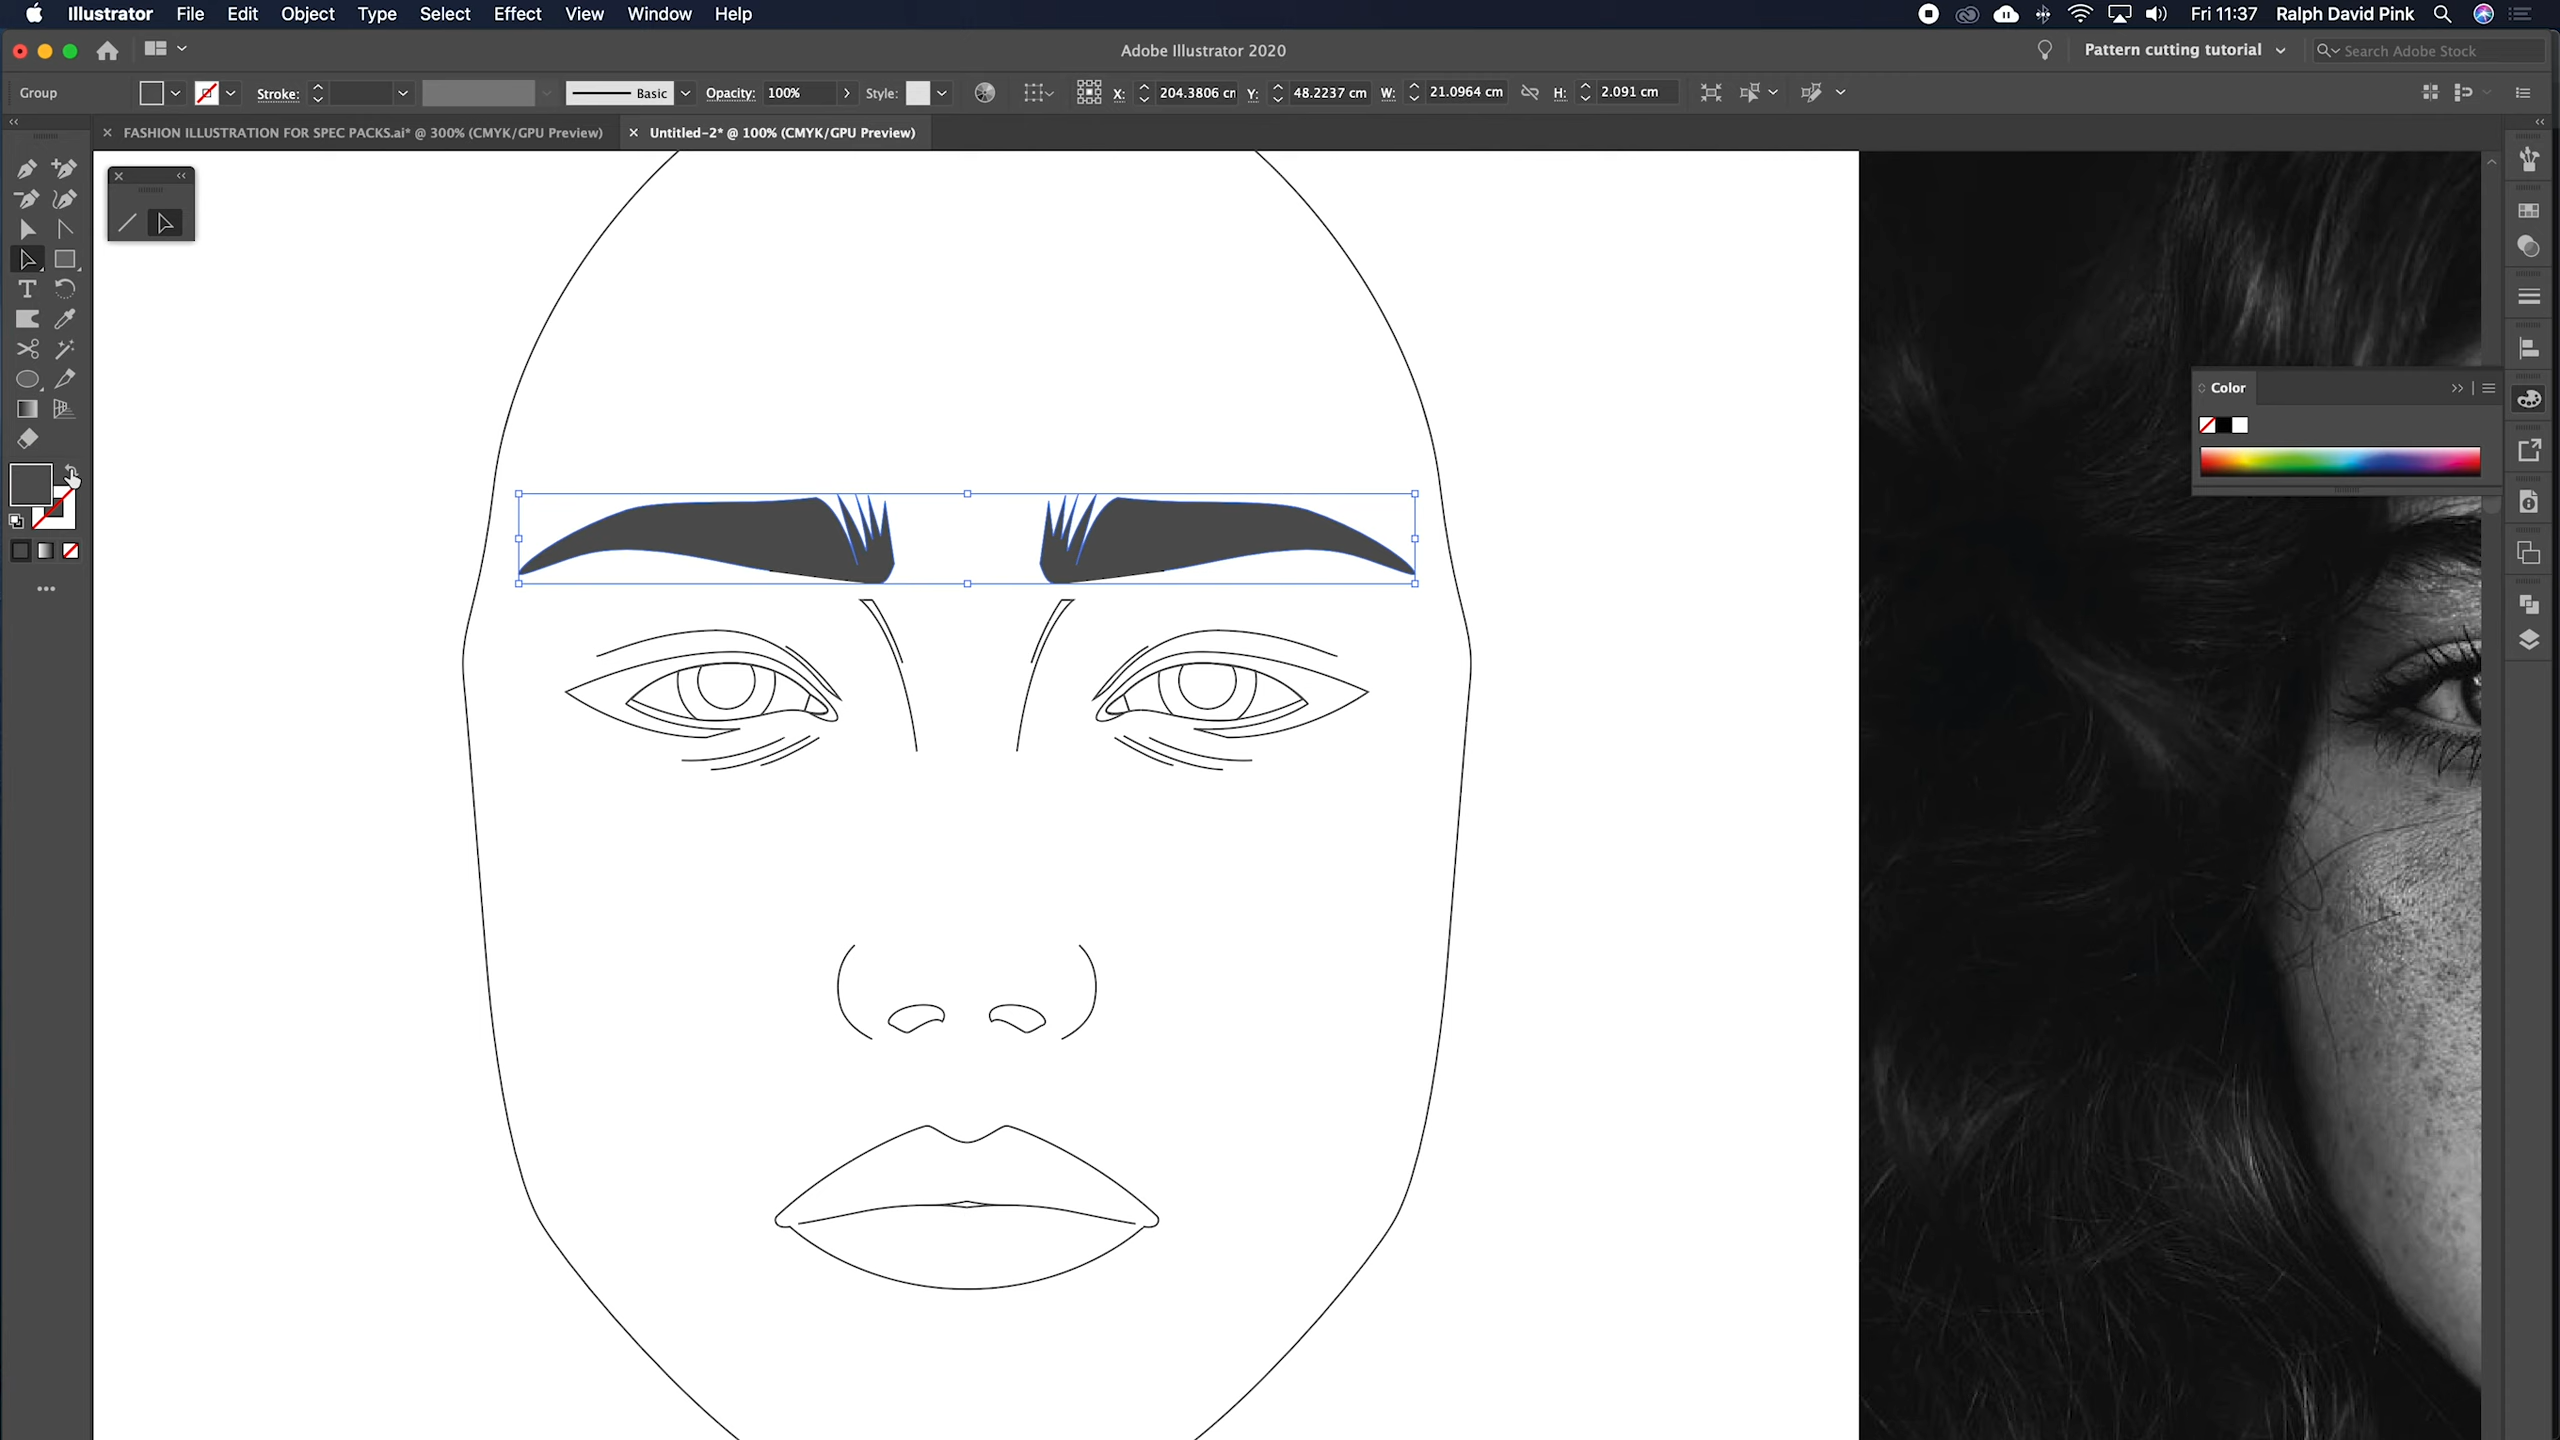 Illustrator File Edit Object Type Select Effect View Window Help Fri 11:37 Ralph David Pink
Adobe Illustrator 2020 Pattern cutting tutorial Search Adobe Stock
Group Stroke: Basic Opacity: 100% Style: X: 204.3806 cm Y: 48.2237 cm W: 21.0964 cm H: 2.091 cm
FASHION ILLUSTRATION FOR SPEC PACKS.ai* @ 300% (CMYK/GPU Preview) Untitled-2* @ 100% (CMYK/GPU Preview)
Color